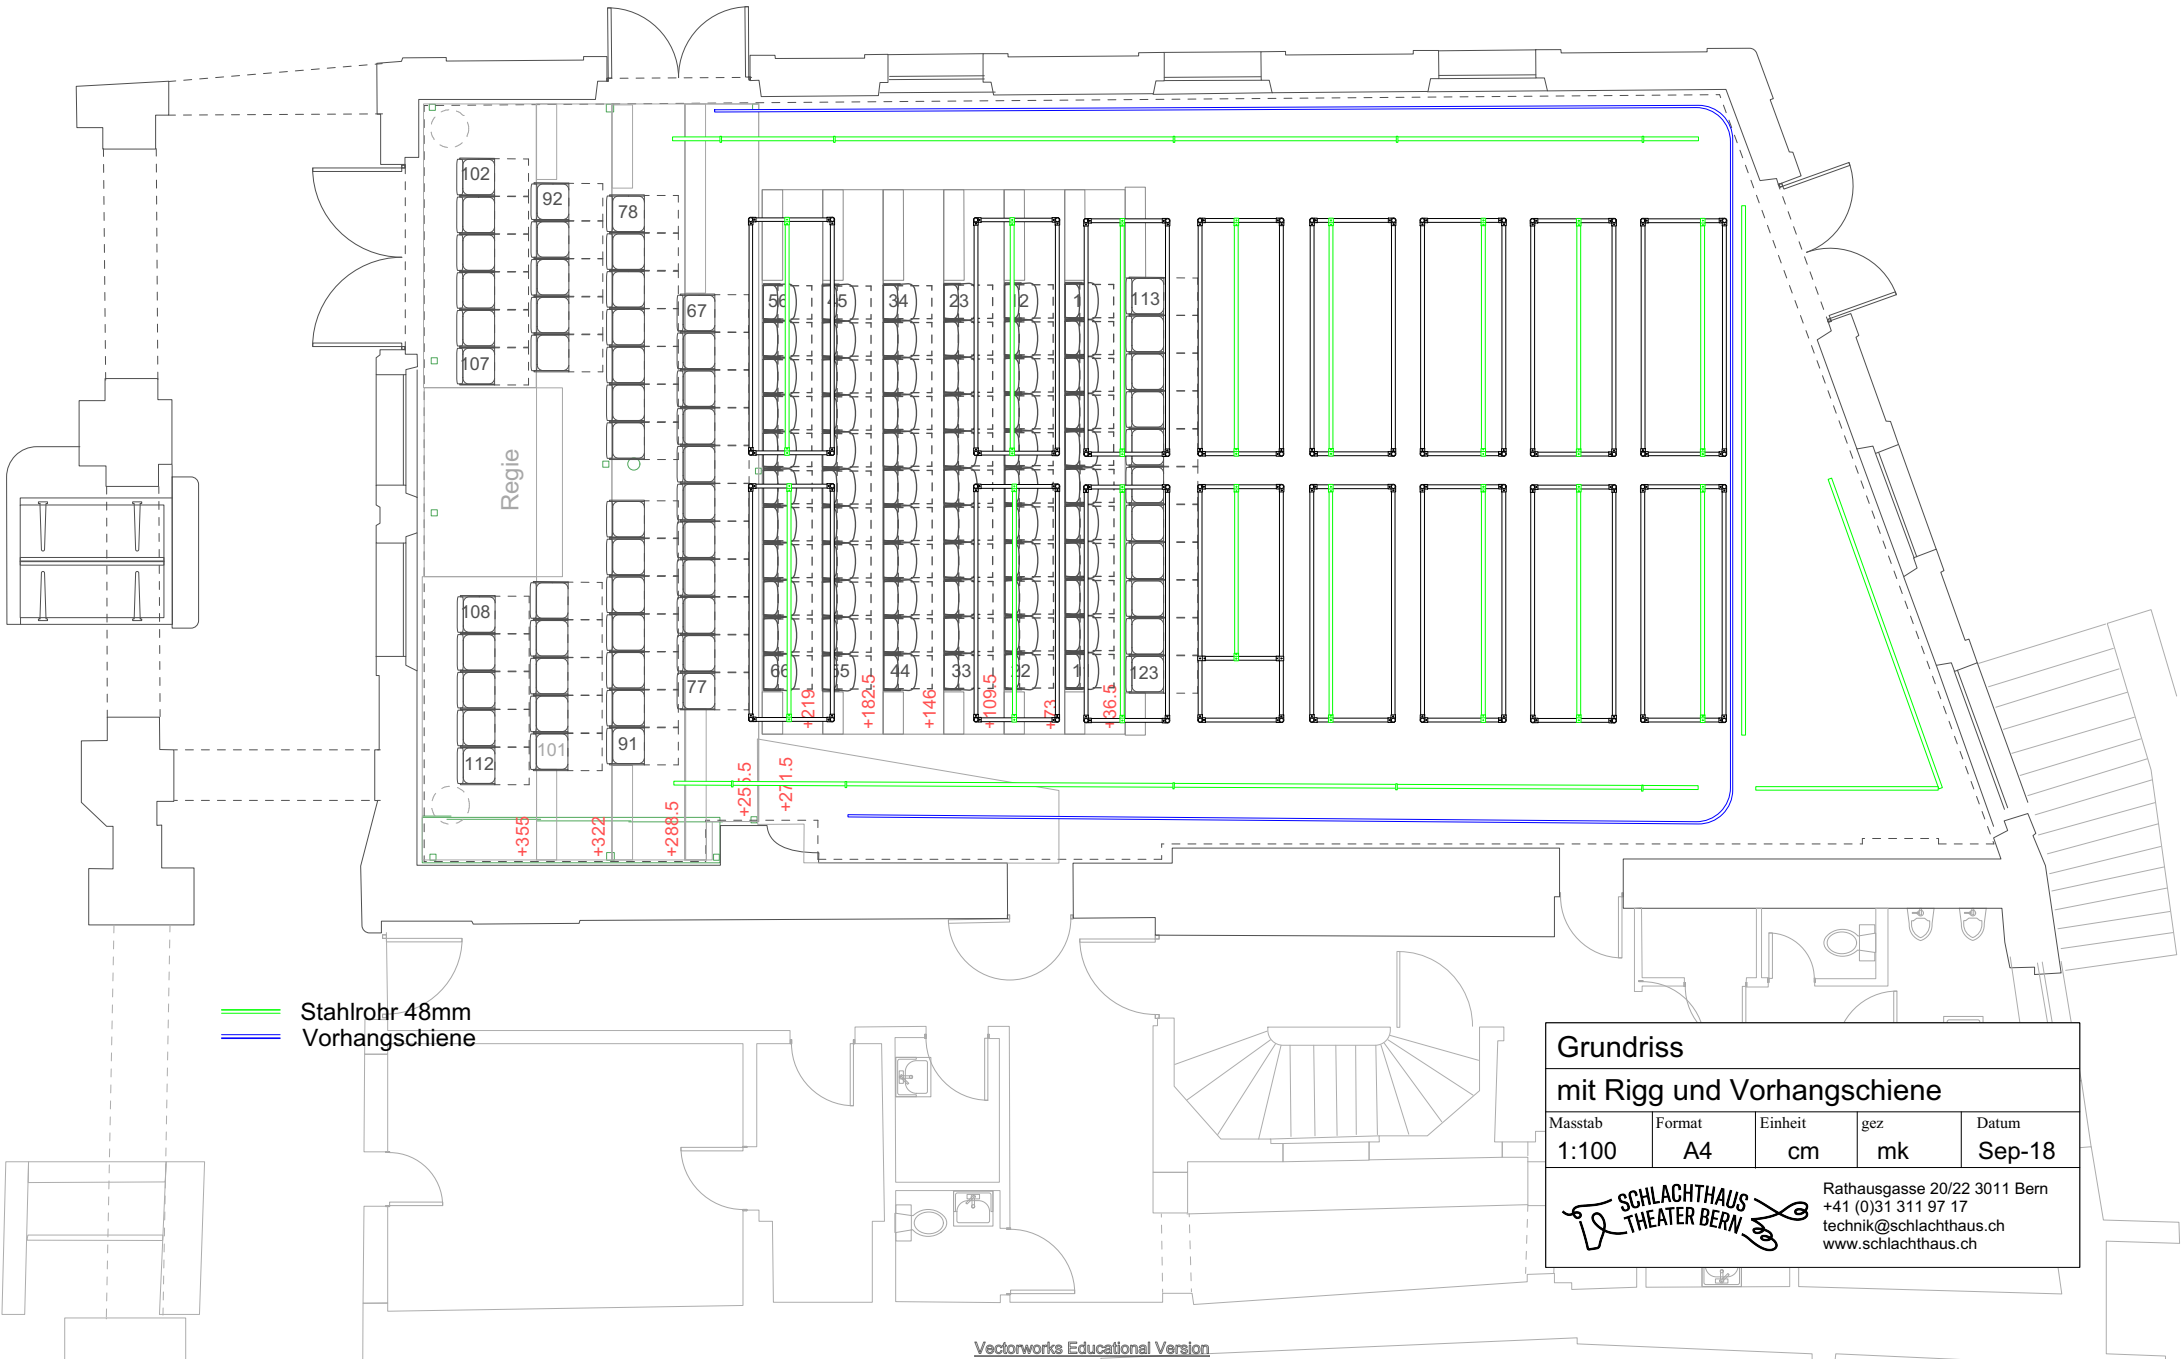 102
92
78
67
56
45
34
23
1
113
107
Regie
108
66
55
44
33
123
77
91
101
112
+219
+182.5
+146
+109.5
+73
+36.5
+271.5
+288.5
+322
+355
Stahlrohr 48mm
Vorhangschiene
Grundriss
mit Rigg und Vorhangschiene
Masstab Format Einheit gez Datum
1:100 A4 cm mk Sep-18
SCHLACHTHAUS
THEATER BERN
Rathausgasse 20/22 3011 Bern
+41 (0)31 311 97 17
technik@schlachthaus.ch
www.schlachthaus.ch
Vectorworks Educational Version